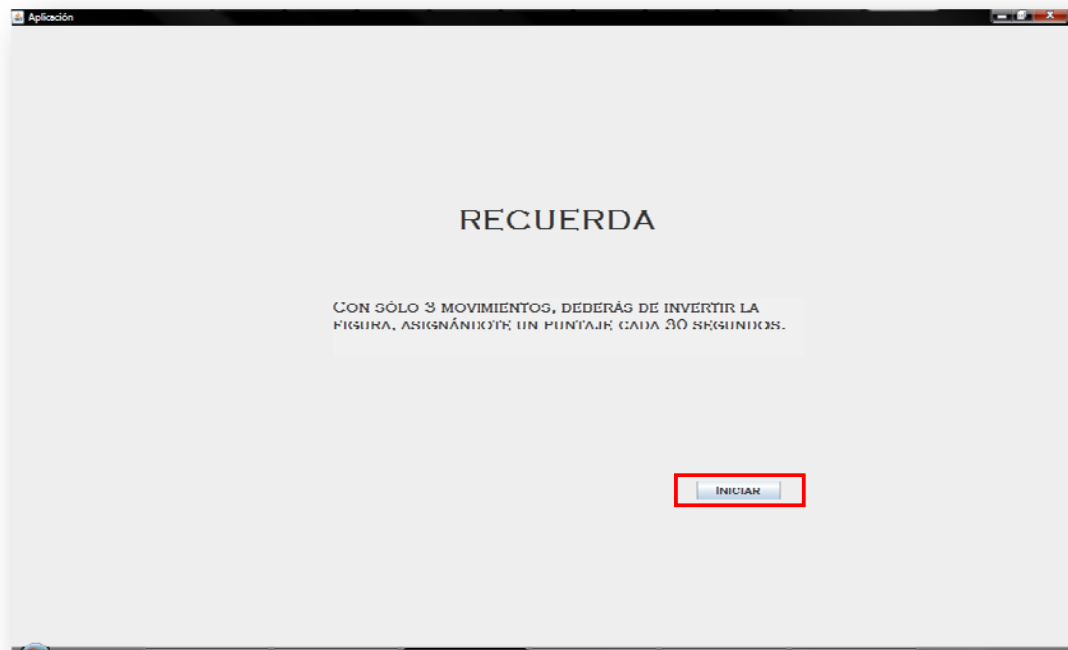 Aplicación
RECUERDA
CON SÓLO 3 MOVIMIENTOS, DEBERÁS DE INVERTIR LA
FIGURA, ASIGNÁNDOTE UN PUNTAJE CADA 30 SEGUNDOS.
INICIAR